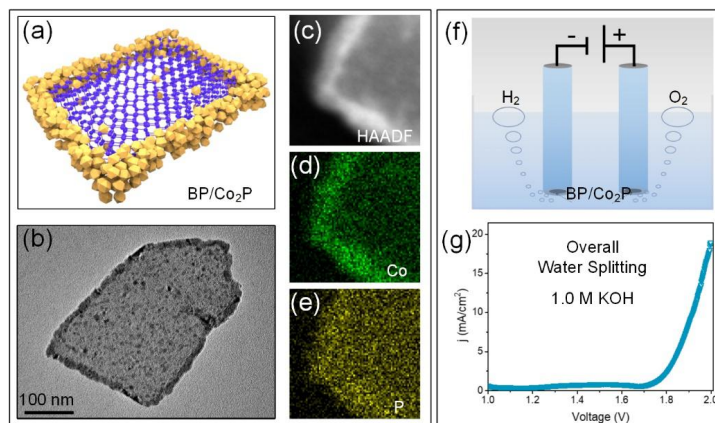 (a)
BP/Co₂P
(b)
100 nm
(c)
HAADF
(d)
Co
(e)
P
(f)
- +
H₂
O₂
BP/Co₂P
(g)
Overall
Water Splitting
1.0 M KOH
j (mA/cm²)
20
15
10
5
0
1.0 1.2 1.4 1.6 1.8 2.0
Voltage (V)